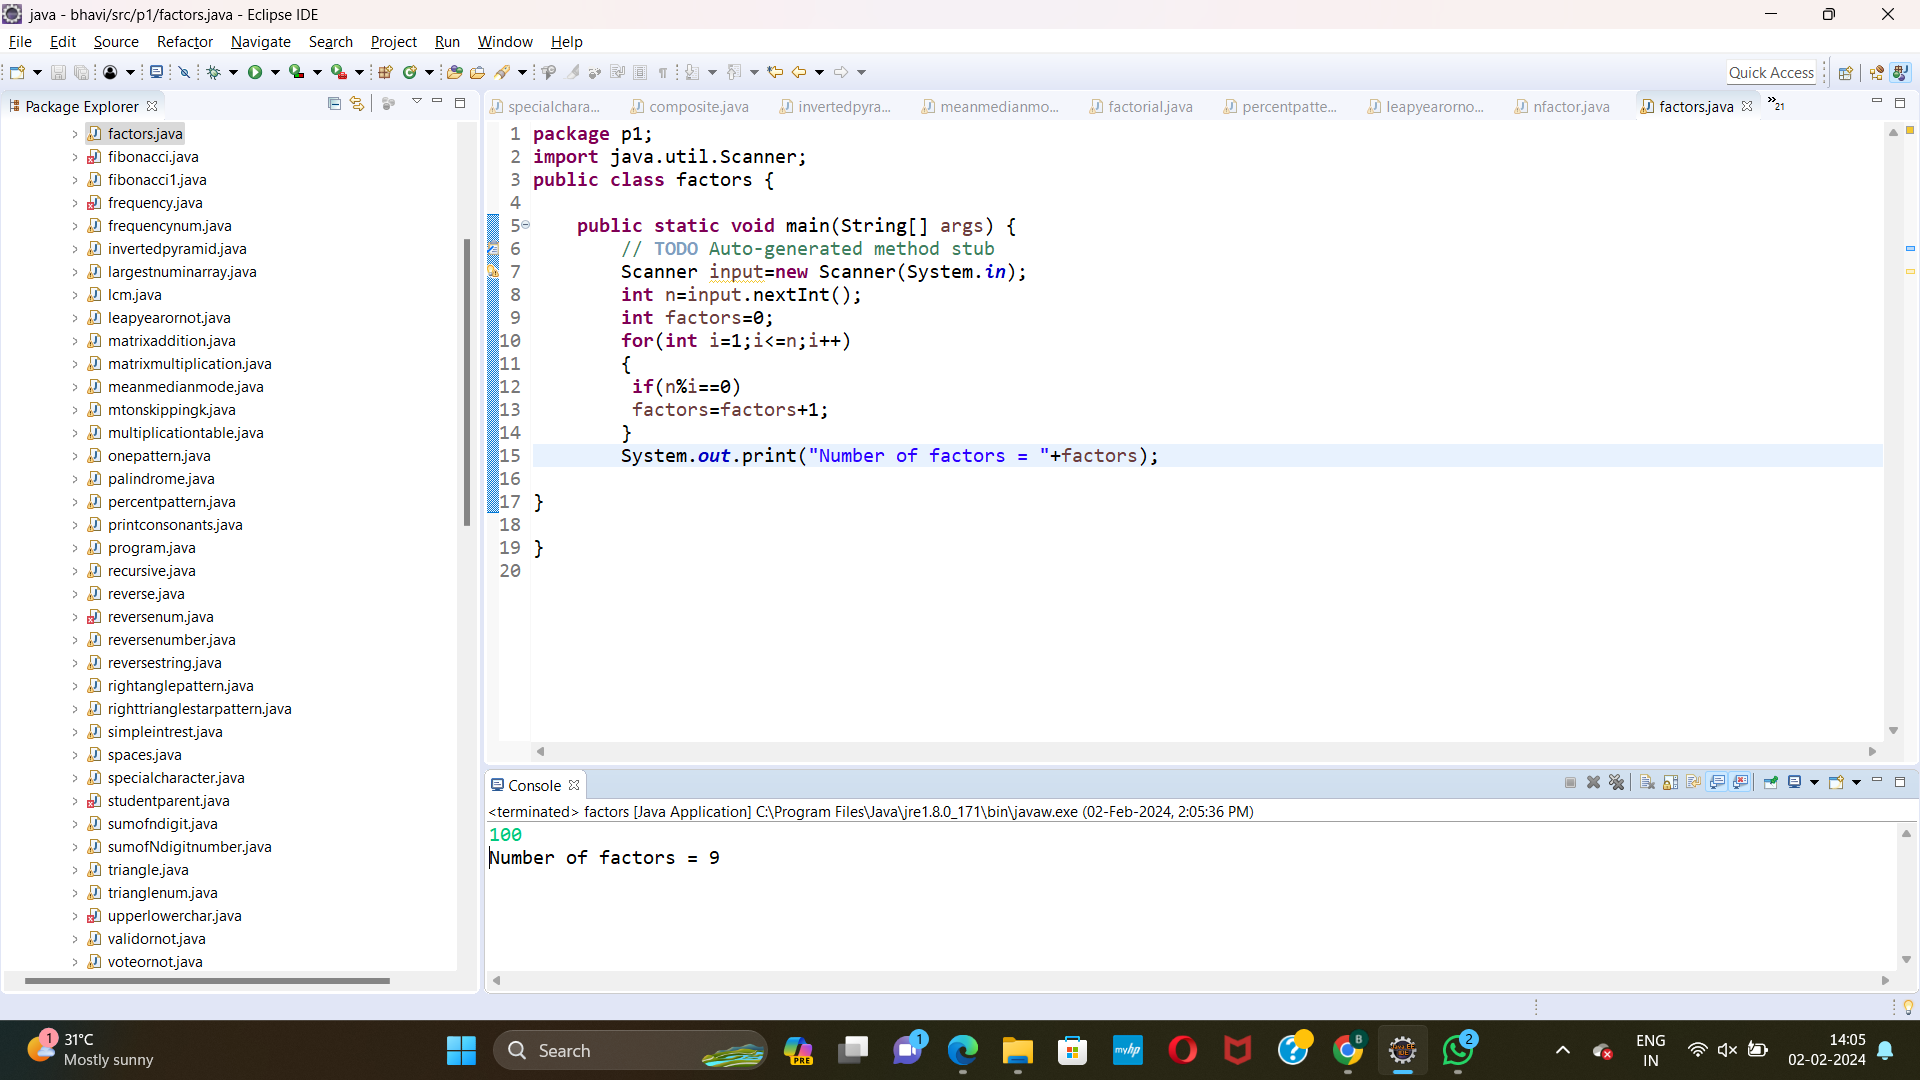 java - bhavi/src/p1/factors.java - Eclipse IDE
File Edit Source Refactor Navigate Search Project Run Window Help
Quick Access
Package Explorer
factors.java
fibonacci.java
fibonacci1.java
frequency.java
frequencynum.java
invertedpyramid.java
largestnuminarray.java
lcm.java
leapyearornot.java
matrixaddition.java
matrixmultiplication.java
meanmedianmode.java
mtonskippingk.java
multiplicationtable.java
onepattern.java
palindrome.java
percentpattern.java
printconsonants.java
program.java
recursive.java
reverse.java
reversenum.java
reversenumber.java
reversestring.java
rightanglepattern.java
righttrianglestarpattern.java
simpleintrest.java
spaces.java
specialcharacter.java
studentparent.java
sumofndigit.java
sumofNdigitnumber.java
triangle.java
trianglenum.java
upperlowerchar.java
validornot.java
voteornot.java
specialchara... composite.java invertedpyra... meanmedianmo... factorial.java percentpatte... leapyearorno... nfactor.java factors.java »21
1 package p1;
2 import java.util.Scanner;
3 public class factors {
4
5 public static void main(String[] args) {
6 // TODO Auto-generated method stub
7 Scanner input=new Scanner(System.in);
8 int n=input.nextInt();
9 int factors=0;
10 for(int i=1;i<=n;i++)
11 {
12 if(n%i==0)
13 factors=factors+1;
14 }
15 System.out.print("Number of factors = "+factors);
16
17 }
18
19 }
20
Console
<terminated> factors [Java Application] C:\Program Files\Java\jre1.8.0_171\bin\javaw.exe (02-Feb-2024, 2:05:36 PM)
100
Number of factors = 9
1 31°C
Mostly sunny
Search
PRE
1
myhp
?
B
2
ENG
IN
14:05
02-02-2024